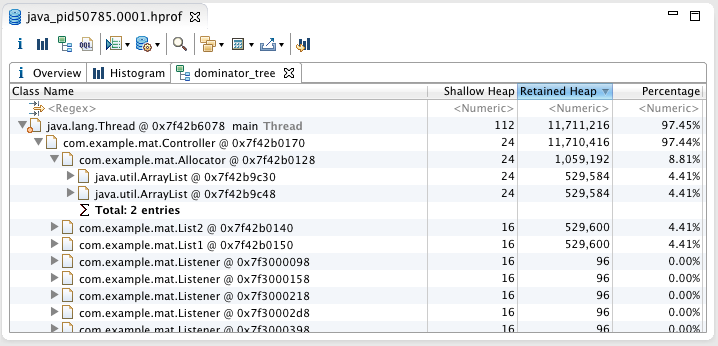 java_pid50785.0001.hprof
i OQL
i Overview Histogram dominator_tree
Class Name Shallow Heap Retained Heap Percentage
<Regex> <Numeric> <Numeric> <Numeric>
java.lang.Thread @ 0x7f42b6078 main Thread 112 11,711,216 97.45%
com.example.mat.Controller @ 0x7f42b0170 24 11,710,416 97.44%
com.example.mat.Allocator @ 0x7f42b0128 24 1,059,192 8.81%
java.util.ArrayList @ 0x7f42b9c30 24 529,584 4.41%
java.util.ArrayList @ 0x7f42b9c48 24 529,584 4.41%
Σ Total: 2 entries
com.example.mat.List2 @ 0x7f42b0140 16 529,600 4.41%
com.example.mat.List1 @ 0x7f42b0150 16 529,600 4.41%
com.example.mat.Listener @ 0x7f3000098 16 96 0.00%
com.example.mat.Listener @ 0x7f3000158 16 96 0.00%
com.example.mat.Listener @ 0x7f3000218 16 96 0.00%
com.example.mat.Listener @ 0x7f30002d8 16 96 0.00%
com.example.mat.Listener @ 0x7f3000398 16 96 0.00%